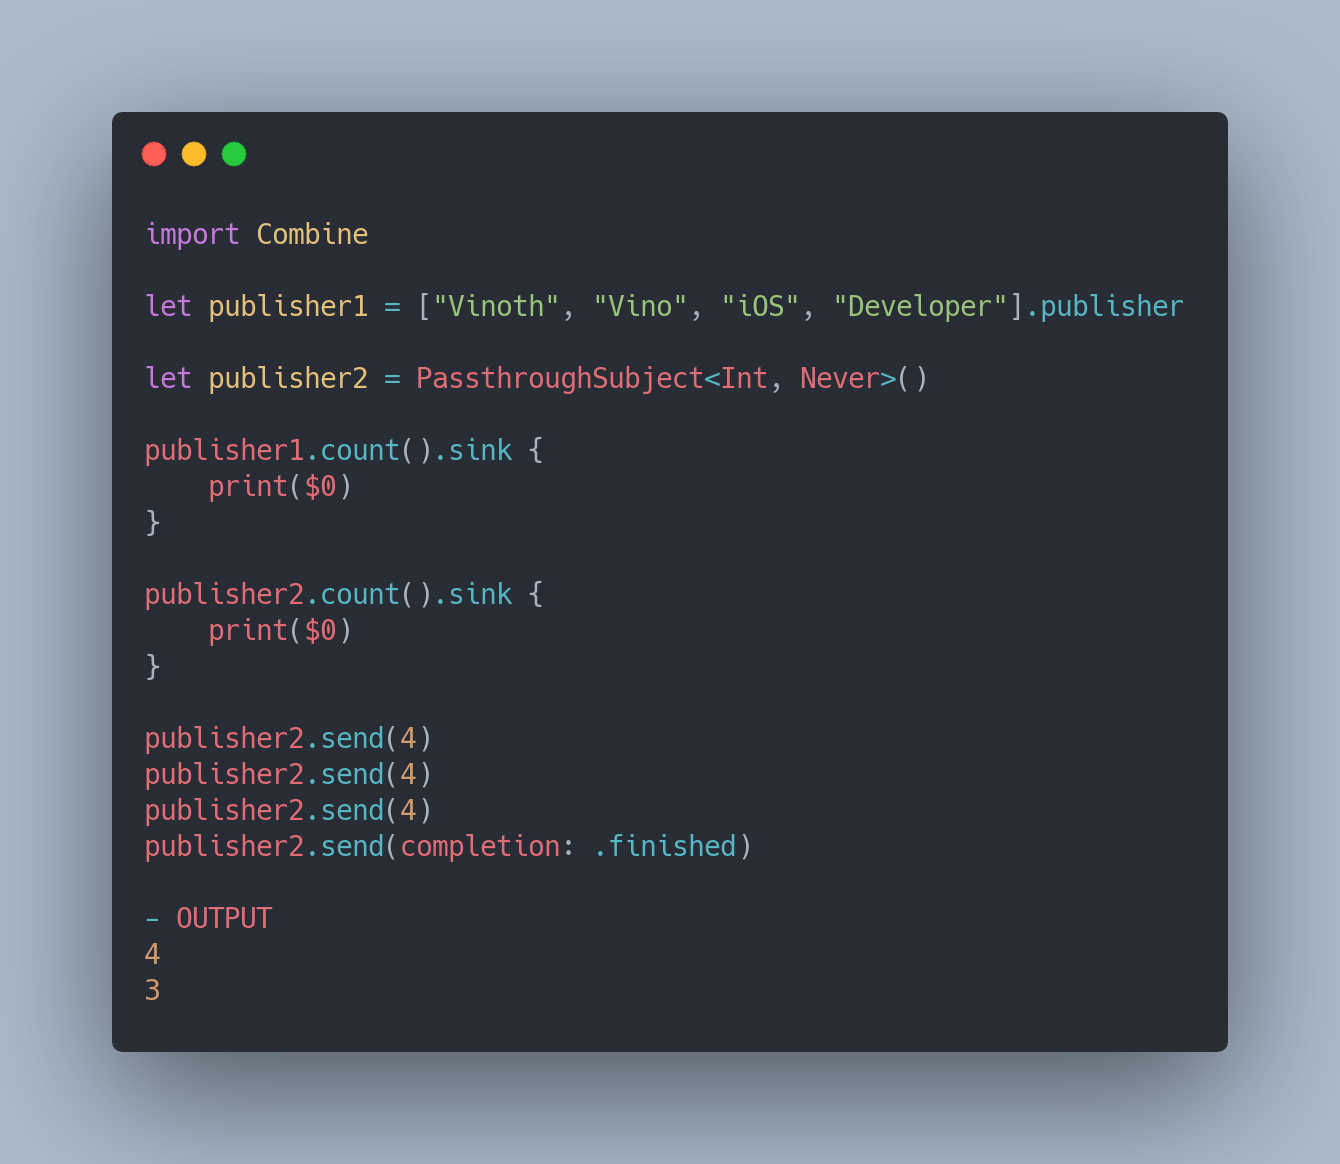 import Combine
let publisher1 = ["Vinoth", "Vino", "iOS", "Developer"].publisher
let publisher2 = PassthroughSubject<Int, Never>()
publisher1.count().sink {
    print($0)
}
publisher2.count().sink {
    print($0)
}
publisher2.send(4)
publisher2.send(4)
publisher2.send(4)
publisher2.send(completion: .finished)
- OUTPUT
4
3